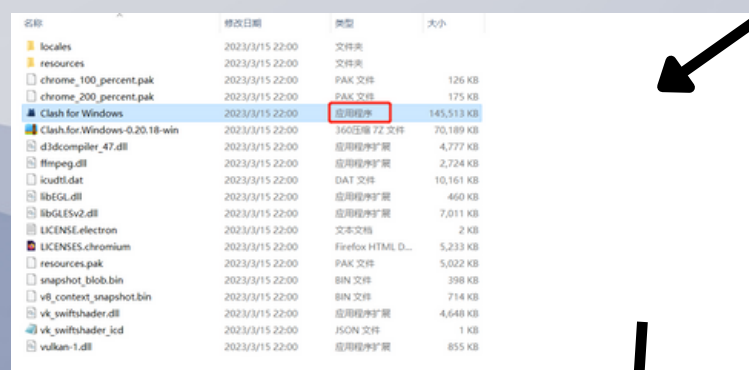 名称 修改日期 类型 大小
locales 2023/3/15 22:00 文件夹
resources 2023/3/15 22:00 文件夹
chrome_100_percent.pak 2023/3/15 22:00 PAK 文件 126 KB
chrome_200_percent.pak 2023/3/15 22:00 PAK 文件 175 KB
Clash for Windows 2023/3/15 22:00 应用程序 145,513 KB
Clash.for.Windows-0.20.18-win 2023/3/15 22:00 360压缩 7Z 文件 70,189 KB
d3dcompiler_47.dll 2023/3/15 22:00 应用程序扩展 4,777 KB
ffmpeg.dll 2023/3/15 22:00 应用程序扩展 2,724 KB
icudtl.dat 2023/3/15 22:00 DAT 文件 10,161 KB
libEGL.dll 2023/3/15 22:00 应用程序扩展 460 KB
libGLESv2.dll 2023/3/15 22:00 应用程序扩展 7,011 KB
LICENSE.electron 2023/3/15 22:00 文本文档 2 KB
LICENSES.chromium 2023/3/15 22:00 Firefox HTML D... 5,233 KB
resources.pak 2023/3/15 22:00 PAK 文件 5,022 KB
snapshot_blob.bin 2023/3/15 22:00 BIN 文件 398 KB
v8_context_snapshot.bin 2023/3/15 22:00 BIN 文件 714 KB
vk_swiftshader.dll 2023/3/15 22:00 应用程序扩展 4,648 KB
vk_swiftshader_icd 2023/3/15 22:00 JSON 文件 1 KB
vulkan-1.dll 2023/3/15 22:00 应用程序扩展 855 KB